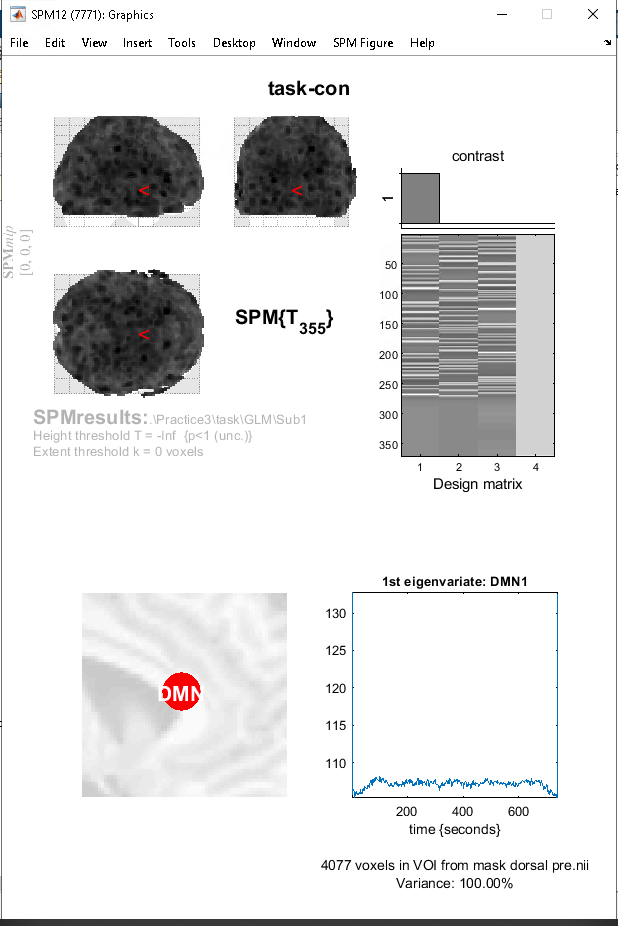 SPM12 (7771): Graphics
File Edit View Insert Tools Desktop Window SPM Figure Help
task-con
contrast
1
SPMmip
[0, 0, 0]
<
<
<
SPM{T355}
50
100
150
200
250
300
350
1 2 3 4
Design matrix
SPMresults:.\Practice3\task\GLM\Sub1
Height threshold T = -Inf {p<1 (unc.)}
Extent threshold k = 0 voxels
DMN
1st eigenvariate: DMN1
130
125
120
115
110
200 400 600
time {seconds}
4077 voxels in VOI from mask dorsal pre.nii
Variance: 100.00%